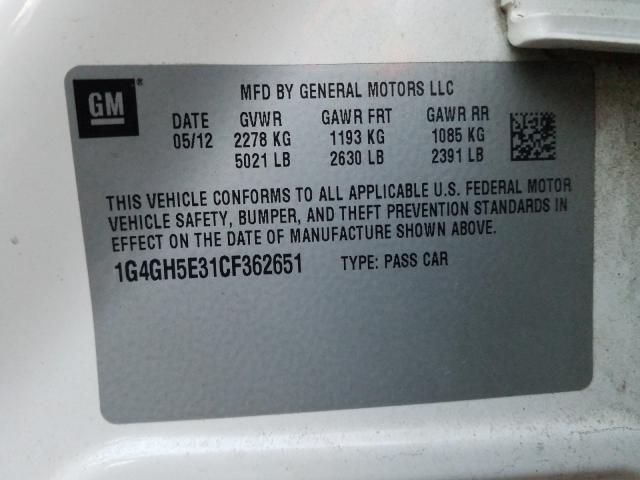 GM ®
MFD BY GENERAL MOTORS LLC
DATE GVWR GAWR FRT GAWR RR
05/12 2278 KG 1193 KG 1085 KG
5021 LB 2630 LB 2391 LB
THIS VEHICLE CONFORMS TO ALL APPLICABLE U.S. FEDERAL MOTOR
VEHICLE SAFETY, BUMPER, AND THEFT PREVENTION STANDARDS IN
EFFECT ON THE DATE OF MANUFACTURE SHOWN ABOVE.
1G4GH5E31CF362651 TYPE: PASS CAR